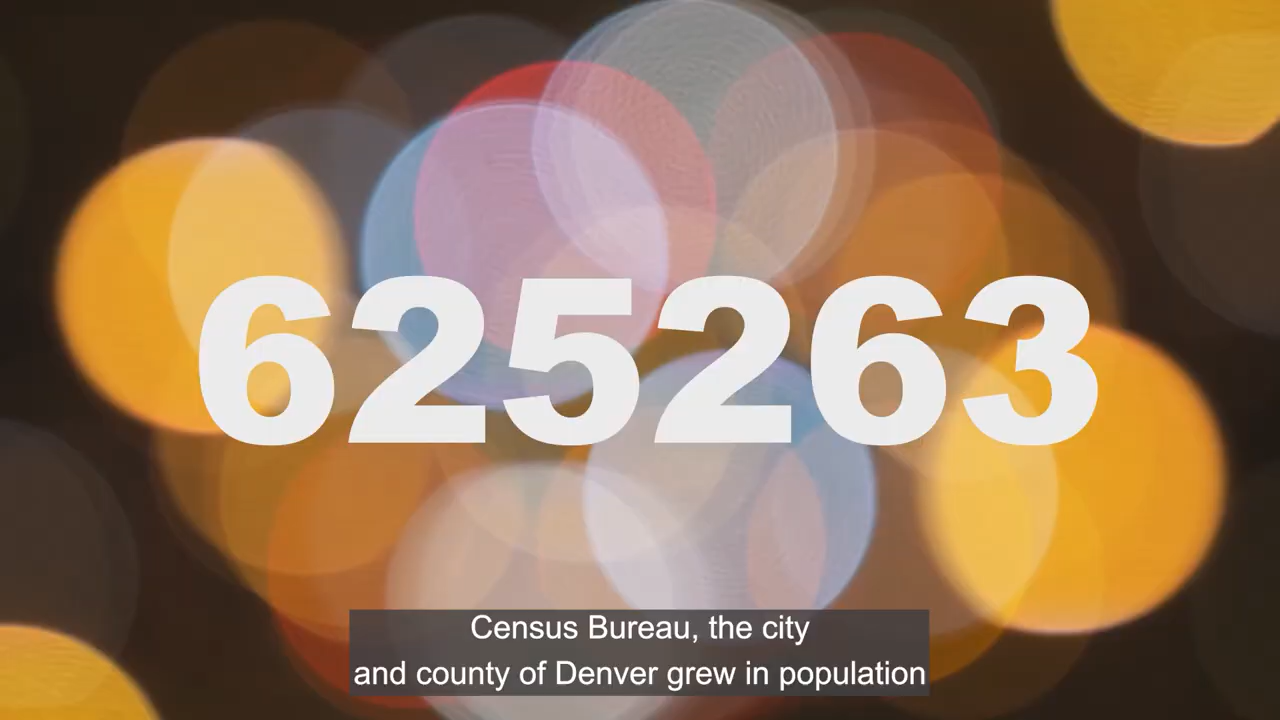 625263
Census Bureau, the city
and county of Denver grew in population